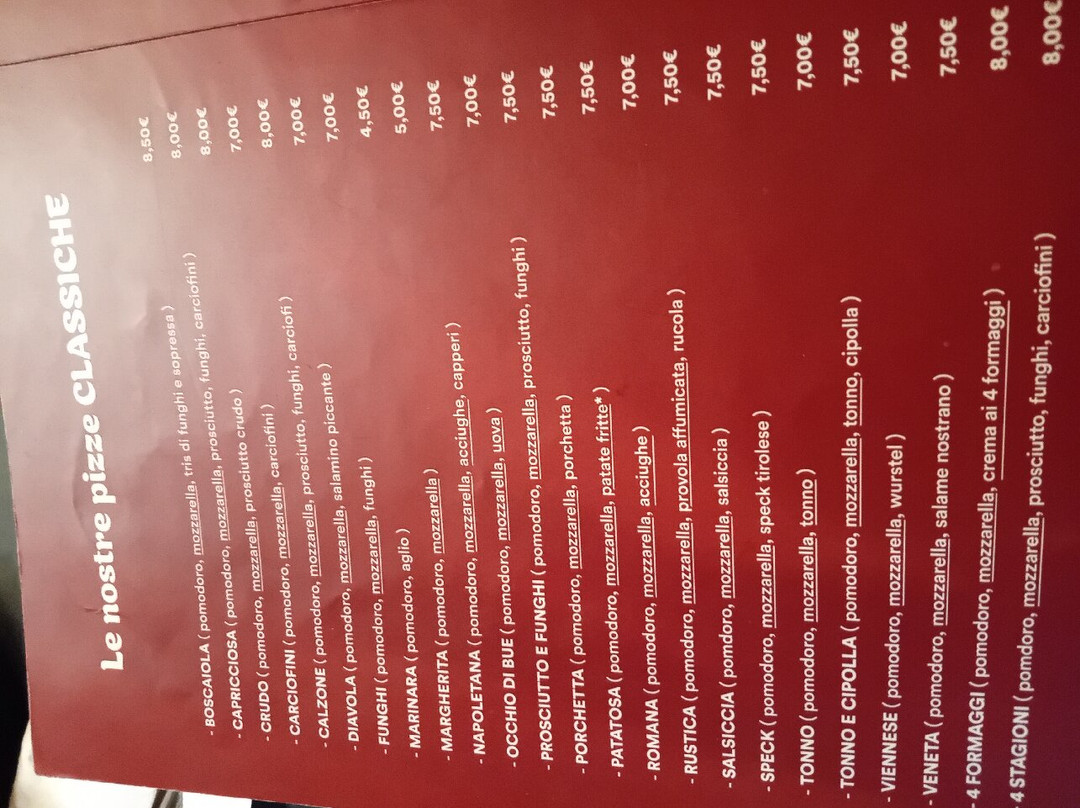 Le nostre pizze CLASSICHE
- BOSCAIOLA ( pomodoro, mozzarella, tris di funghi e sopressa ) 8,50€
- CAPRICCIOSA ( pomodoro, mozzarella, prosciutto, funghi, carciofini ) 8,00€
- CRUDO ( pomodoro, mozzarella, prosciutto crudo ) 8,00€
- CARCIOFINI ( pomodoro, mozzarella, carciofini ) 7,00€
- CALZONE ( pomodoro, mozzarella, prosciutto, funghi, carciofi ) 8,00€
- DIAVOLA ( pomodoro, mozzarella, salamino piccante ) 7,00€
- FUNGHI ( pomodoro, mozzarella, funghi ) 7,00€
- MARINARA ( pomodoro, aglio ) 4,50€
- MARGHERITA ( pomodoro, mozzarella ) 5,00€
- NAPOLETANA ( pomodoro, mozzarella, acciughe, capperi ) 7,50€
- OCCHIO DI BUE ( pomodoro, mozzarella, uova ) 7,00€
- PROSCIUTTO E FUNGHI ( pomodoro, mozzarella, prosciutto, funghi ) 7,50€
- PORCHETTA ( pomodoro, mozzarella, porchetta ) 7,50€
- PATATOSA ( pomodoro, mozzarella, patate fritte* ) 7,50€
- ROMANA ( pomodoro, mozzarella, acciughe ) 7,00€
- RUSTICA ( pomodoro, mozzarella, provola affumicata, rucola ) 7,50€
- SALSICCIA ( pomdoro, mozzarella, salsiccia ) 7,50€
- SPECK ( pomodoro, mozzarella, speck tirolese ) 7,50€
- TONNO ( pomodoro, mozzarella, tonno ) 7,00€
- TONNO E CIPOLLA ( pomodoro, mozzarella, tonno, cipolla ) 7,50€
- VIENNESE ( pomodoro, mozzarella, wurstel ) 7,00€
VENETA ( pomodoro, mozzarella, salame nostrano ) 7,50€
4 FORMAGGI ( pomodoro, mozzarella, crema ai 4 formaggi ) 8,00€
4 STAGIONI ( pomdoro, mozzarella, prosciutto, funghi, carciofini ) 8,00€